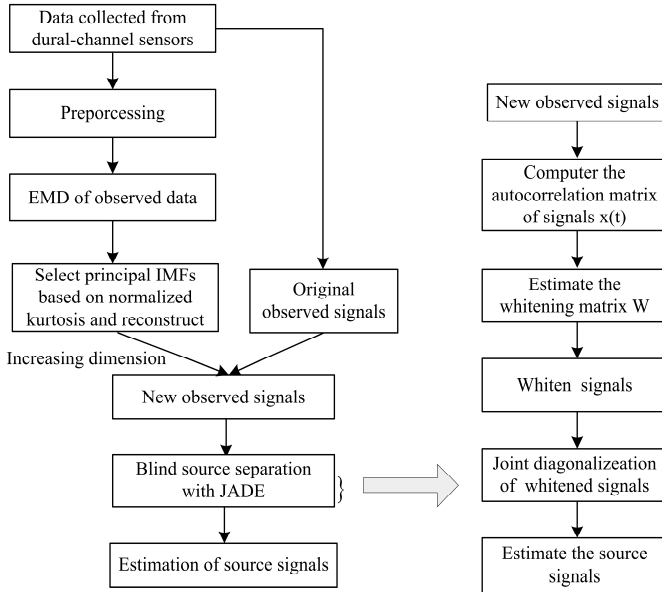 Data collected from
dural-channel sensors
Preporcessing
EMD of observed data
Select principal IMFs
based on normalized
kurtosis and reconstruct
Original
observed signals
Increasing dimension
New observed signals
Blind source separation
with JADE
}
Estimation of source signals
New observed signals
Computer the
autocorrelation matrix
of signals x(t)
Estimate the
whitening matrix W
Whiten signals
Joint diagonalizeation
of whitened signals
Estimate the source
signals